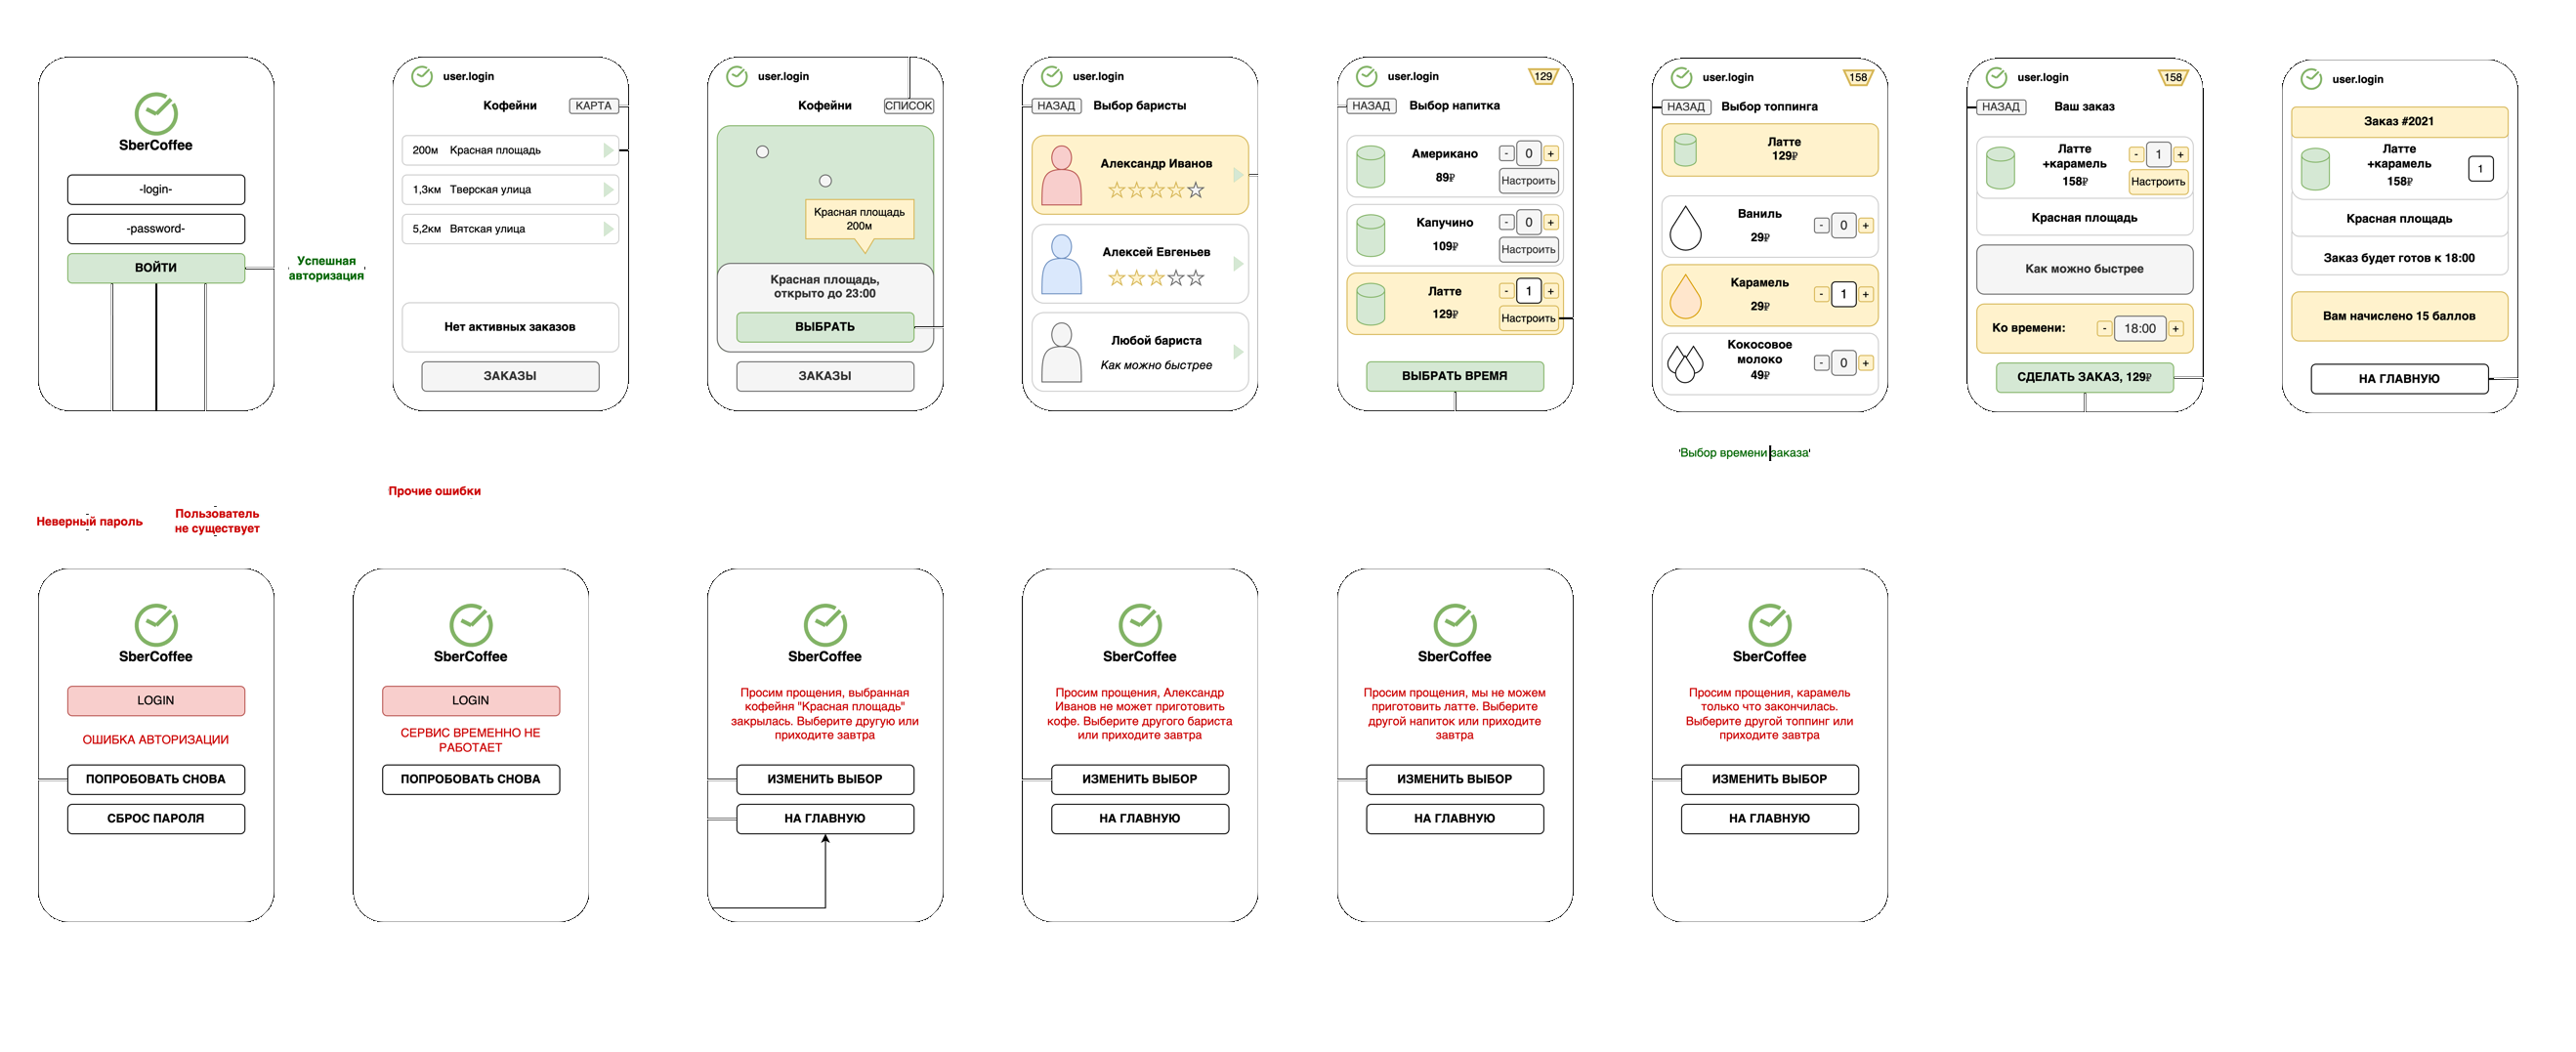 SberCoffee
-login-
-password-
ВОЙТИ
Успешная
авторизация
user.login
Кофейни
КАРТА
200м Красная площадь
1,3км Тверская улица
5,2км Вятская улица
Нет активных заказов
ЗАКАЗЫ
user.login
Кофейни
СПИСОК
Красная площадь
200м
Красная площадь,
открыто до 23:00
ВЫБРАТЬ
ЗАКАЗЫ
user.login
НАЗАД
Выбор баристы
Александр Иванов
Алексей Евгеньев
Любой бариста
Как можно быстрее
user.login
129
НАЗАД
Выбор напитка
Американо
89₽
- 0 +
Настроить
Капучино
109₽
- 0 +
Настроить
Латте
129₽
- 1 +
Настроить
ВЫБРАТЬ ВРЕМЯ
user.login
158
НАЗАД
Выбор топпинга
Латте
129₽
Ваниль
29₽
- 0 +
Карамель
29₽
- 1 +
Кокосовое
молоко
49₽
- 0 +
user.login
158
НАЗАД
Ваш заказ
Латте
+карамель
158₽
- 1 +
Настроить
Красная площадь
Как можно быстрее
Ко времени:
- 18:00 +
СДЕЛАТЬ ЗАКАЗ, 129₽
user.login
Заказ #2021
Латте
+карамель
158₽
1
Красная площадь
Заказ будет готов к 18:00
Вам начислено 15 баллов
НА ГЛАВНУЮ
Выбор времени заказа
Прочие ошибки
Неверный пароль
Пользователь
не существует
SberCoffee
LOGIN
ОШИБКА АВТОРИЗАЦИИ
ПОПРОБОВАТЬ СНОВА
СБРОС ПАРОЛЯ
SberCoffee
LOGIN
СЕРВИС ВРЕМЕННО НЕ
РАБОТАЕТ
ПОПРОБОВАТЬ СНОВА
SberCoffee
Просим прощения, выбранная
кофейня "Красная площадь"
закрылась. Выберите другую или
приходите завтра
ИЗМЕНИТЬ ВЫБОР
НА ГЛАВНУЮ
SberCoffee
Просим прощения, Александр
Иванов не может приготовить
кофе. Выберите другого бариста
или приходите завтра
ИЗМЕНИТЬ ВЫБОР
НА ГЛАВНУЮ
SberCoffee
Просим прощения, мы не можем
приготовить латте. Выберите
другой напиток или приходите
завтра
ИЗМЕНИТЬ ВЫБОР
НА ГЛАВНУЮ
SberCoffee
Просим прощения, карамель
только что закончилась.
Выберите другой топпинг или
приходите завтра
ИЗМЕНИТЬ ВЫБОР
НА ГЛАВНУЮ